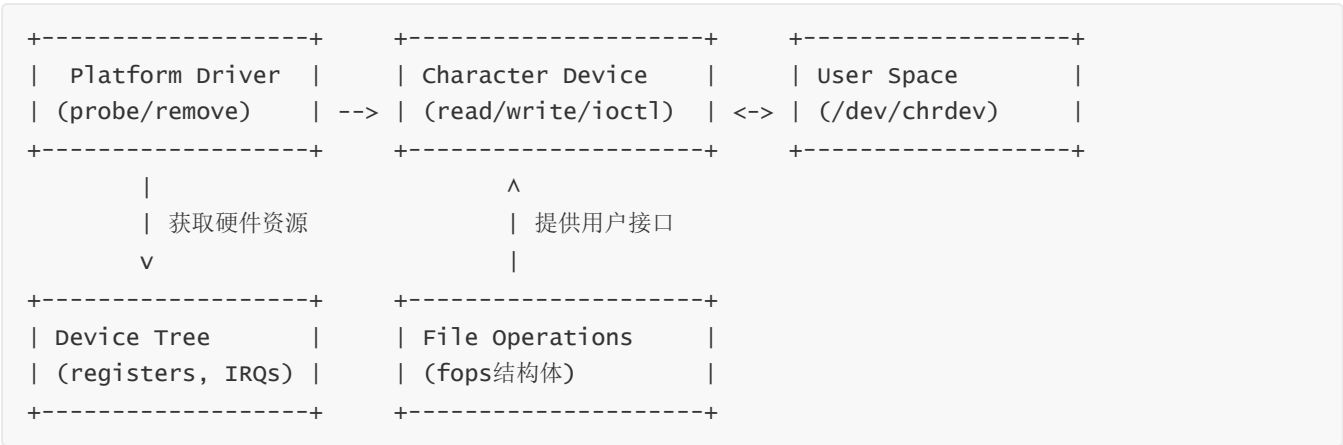 +-------------------+     +---------------------+     +-------------------+
|  Platform Driver  |     | Character Device    |     | User Space        |
| (probe/remove)    | --> | (read/write/ioctl)  | <-> | (/dev/chrdev)     |
+-------------------+     +---------------------+     +-------------------+
        |                         ^
        | 获取硬件资源              | 提供用户接口
        v                         |
+-------------------+     +---------------------+
| Device Tree       |     | File Operations     |
| (registers, IRQs) |     | (fops结构体)         |
+-------------------+     +---------------------+